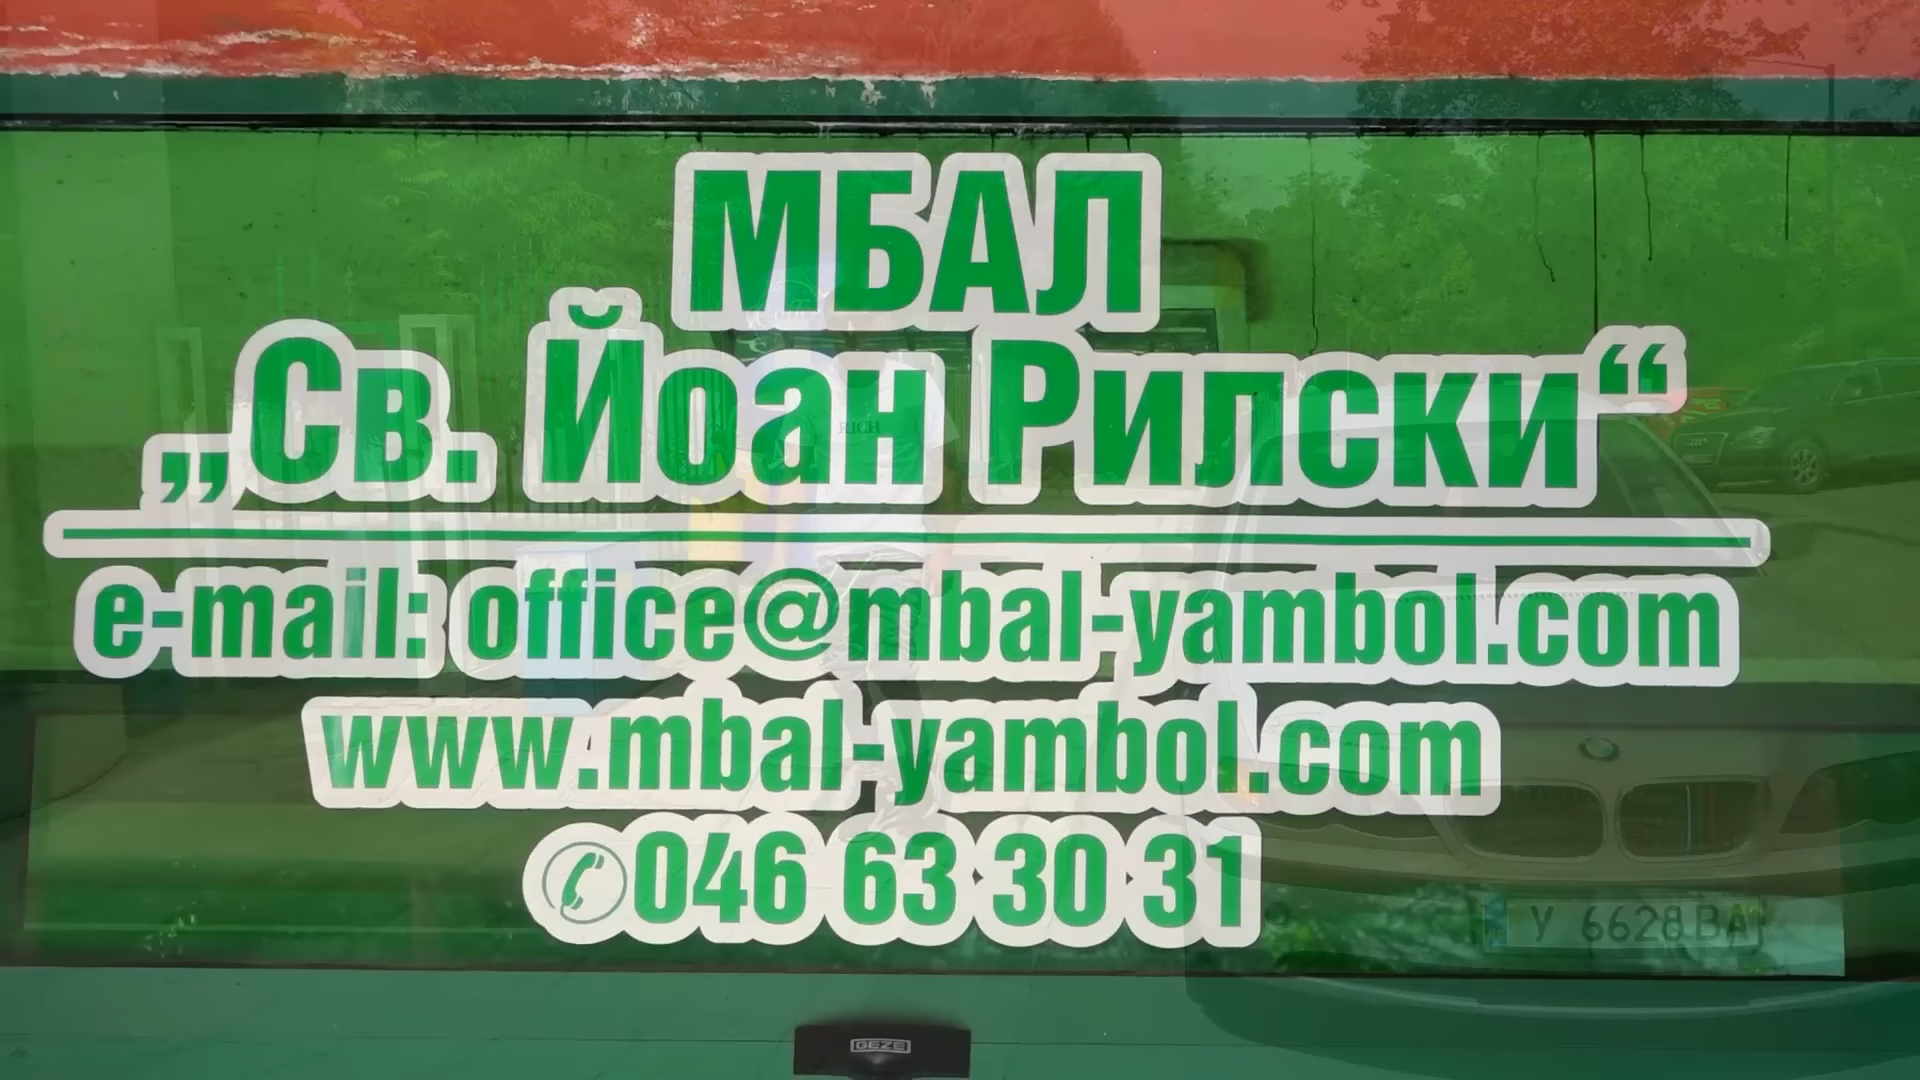 МБАЛ
„Св. Йоан Рилски“
e-mail: office@mbal-yambol.com
www.mbal-yambol.com
046 63 30 31
RICH
У 6628 ВА
GEZE